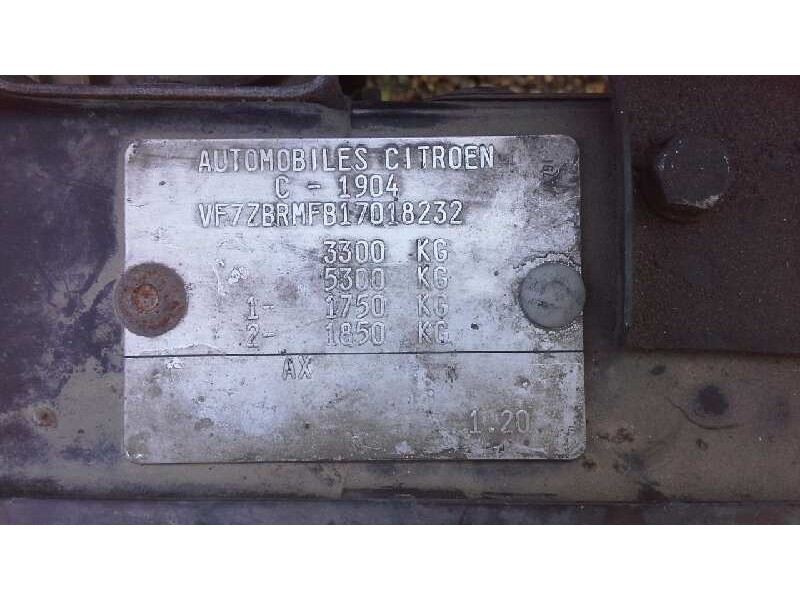 AUTOMOBILES CITROEN
C - 1904
VF7ZBRMFB17018232
3300 KG
5300 KG
1- 1750 KG
2- 1850 KG
AX
1.20